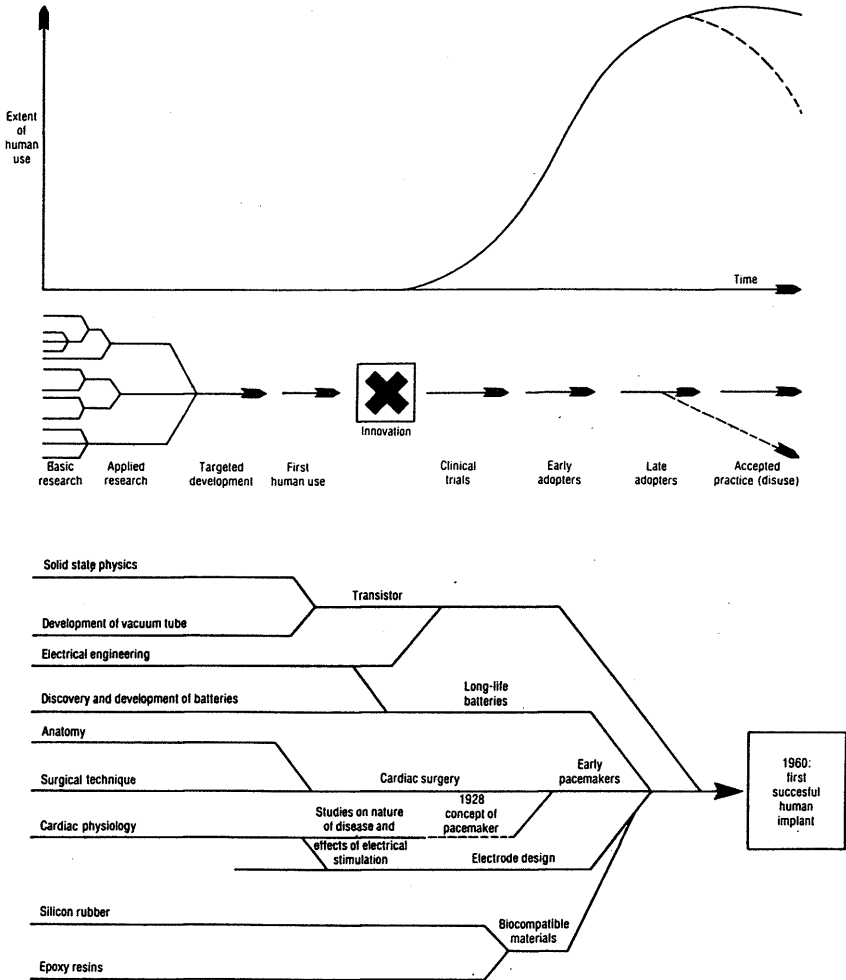 Extent
of
human
use
Time
Innovation
Basic
research
Applied
research
Targeted
development
First
human use
Clinical
trials
Early
adopters
Late
adopters
Accepted
practice (disuse)
Solid state physics
Transistor
Development of vacuum tube
Electrical engineering
Discovery and development of batteries
Long-life
batteries
Anatomy
Surgical technique
Cardiac surgery
Early
pacemakers
Cardiac physiology
Studies on nature
of disease and
effects of electrical
stimulation
1928
concept of
pacemaker
Electrode design
Silicon rubber
Biocompatible
materials
Epoxy resins
1960:
first
succesful
human
implant